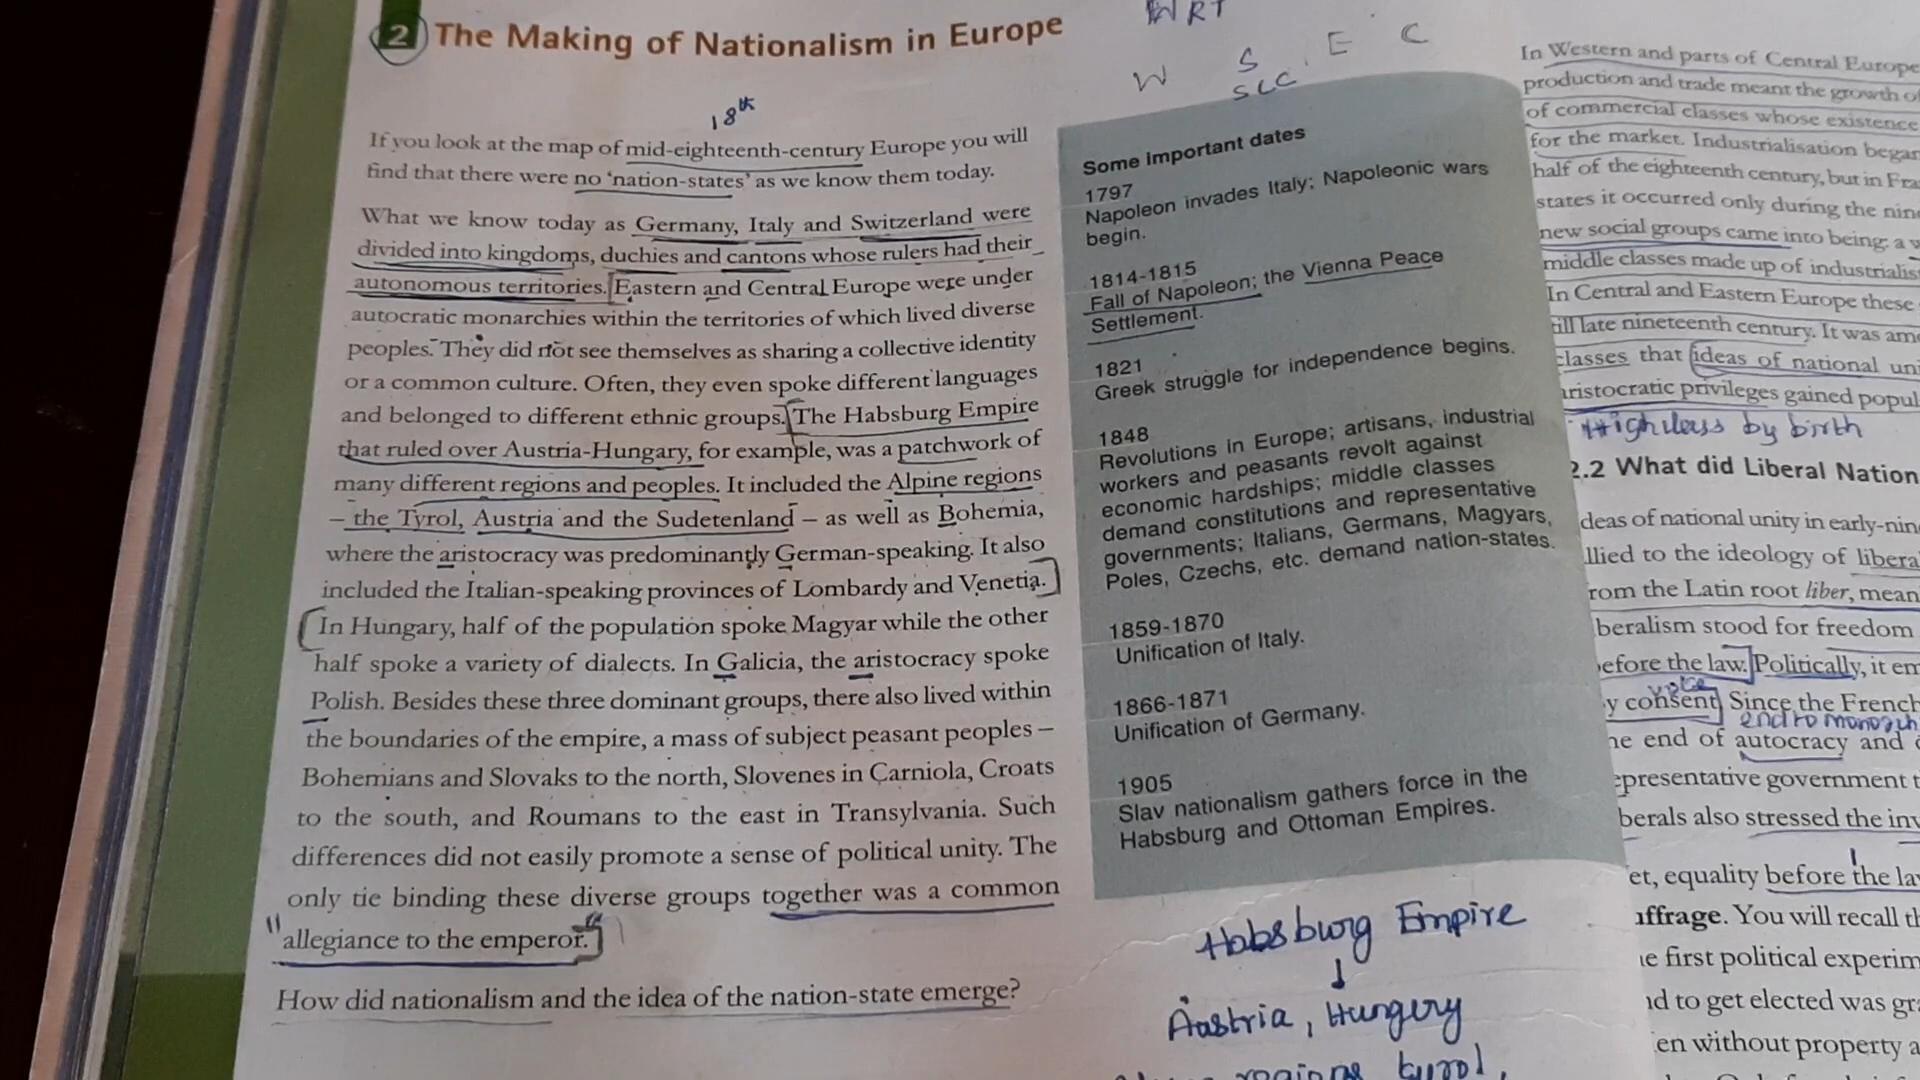 2 The Making of Nationalism in Europe
18th
If you look at the map of mid-eighteenth-century Europe you will
find that there were no 'nation-states' as we know them today.
What we know today as Germany, Italy and Switzerland were
divided into kingdoms, duchies and cantons whose rulers had their
autonomous territories. Eastern and Central Europe were under
autocratic monarchies within the territories of which lived diverse
peoples. They did not see themselves as sharing a collective identity
or a common culture. Often, they even spoke different languages
and belonged to different ethnic groups. The Habsburg Empire
that ruled over Austria-Hungary, for example, was a patchwork of
many different regions and peoples. It included the Alpine regions
– the Tyrol, Austria and the Sudetenland – as well as Bohemia,
where the aristocracy was predominantly German-speaking. It also
included the Italian-speaking provinces of Lombardy and Venetia.
In Hungary, half of the population spoke Magyar while the other
half spoke a variety of dialects. In Galicia, the aristocracy spoke
Polish. Besides these three dominant groups, there also lived within
the boundaries of the empire, a mass of subject peasant peoples –
Bohemians and Slovaks to the north, Slovenes in Carniola, Croats
to the south, and Roumans to the east in Transylvania. Such
differences did not easily promote a sense of political unity. The
only tie binding these diverse groups together was a common
"allegiance to the emperor."
How did nationalism and the idea of the nation-state emerge?
WRT
W S E C
SCC
Some important dates
1797
Napoleon invades Italy; Napoleonic wars
begin.
1814-1815
Fall of Napoleon; the Vienna Peace
Settlement.
1821
Greek struggle for independence begins.
1848
Revolutions in Europe; artisans, industrial
workers and peasants revolt against
economic hardships; middle classes
demand constitutions and representative
governments; Italians, Germans, Magyars,
Poles, Czechs, etc. demand nation-states.
1859-1870
Unification of Italy.
1866-1871
Unification of Germany.
1905
Slav nationalism gathers force in the
Habsburg and Ottoman Empires.
Habsburg Empire
↓
Austria, Hungery
regions tyrol,
In Western and parts of Central Europe
production and trade meant the growth of
of commercial classes whose existence
for the market. Industrialisation began
half of the eighteenth century, but in Fra
states it occurred only during the nine
new social groups came into being: a w
middle classes made up of industrialist
In Central and Eastern Europe these
till late nineteenth century. It was amo
classes that ideas of national uni
aristocratic privileges gained popul
High class by birth
2.2 What did Liberal Nation
deas of national unity in early-nin
llied to the ideology of libera
rom the Latin root liber, mean
beralism stood for freedom
efore the law. Politically, it em
y consent. Since the French
end to monarch
he end of autocracy and c
epresentative government t
berals also stressed the inv
et, equality before the la
uffrage. You will recall th
e first political experim
nd to get elected was gra
en without property a